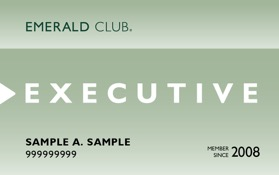 EMERALD CLUB®
EXECUTIVE
SAMPLE A. SAMPLE
999999999
MEMBER
SINCE 2008